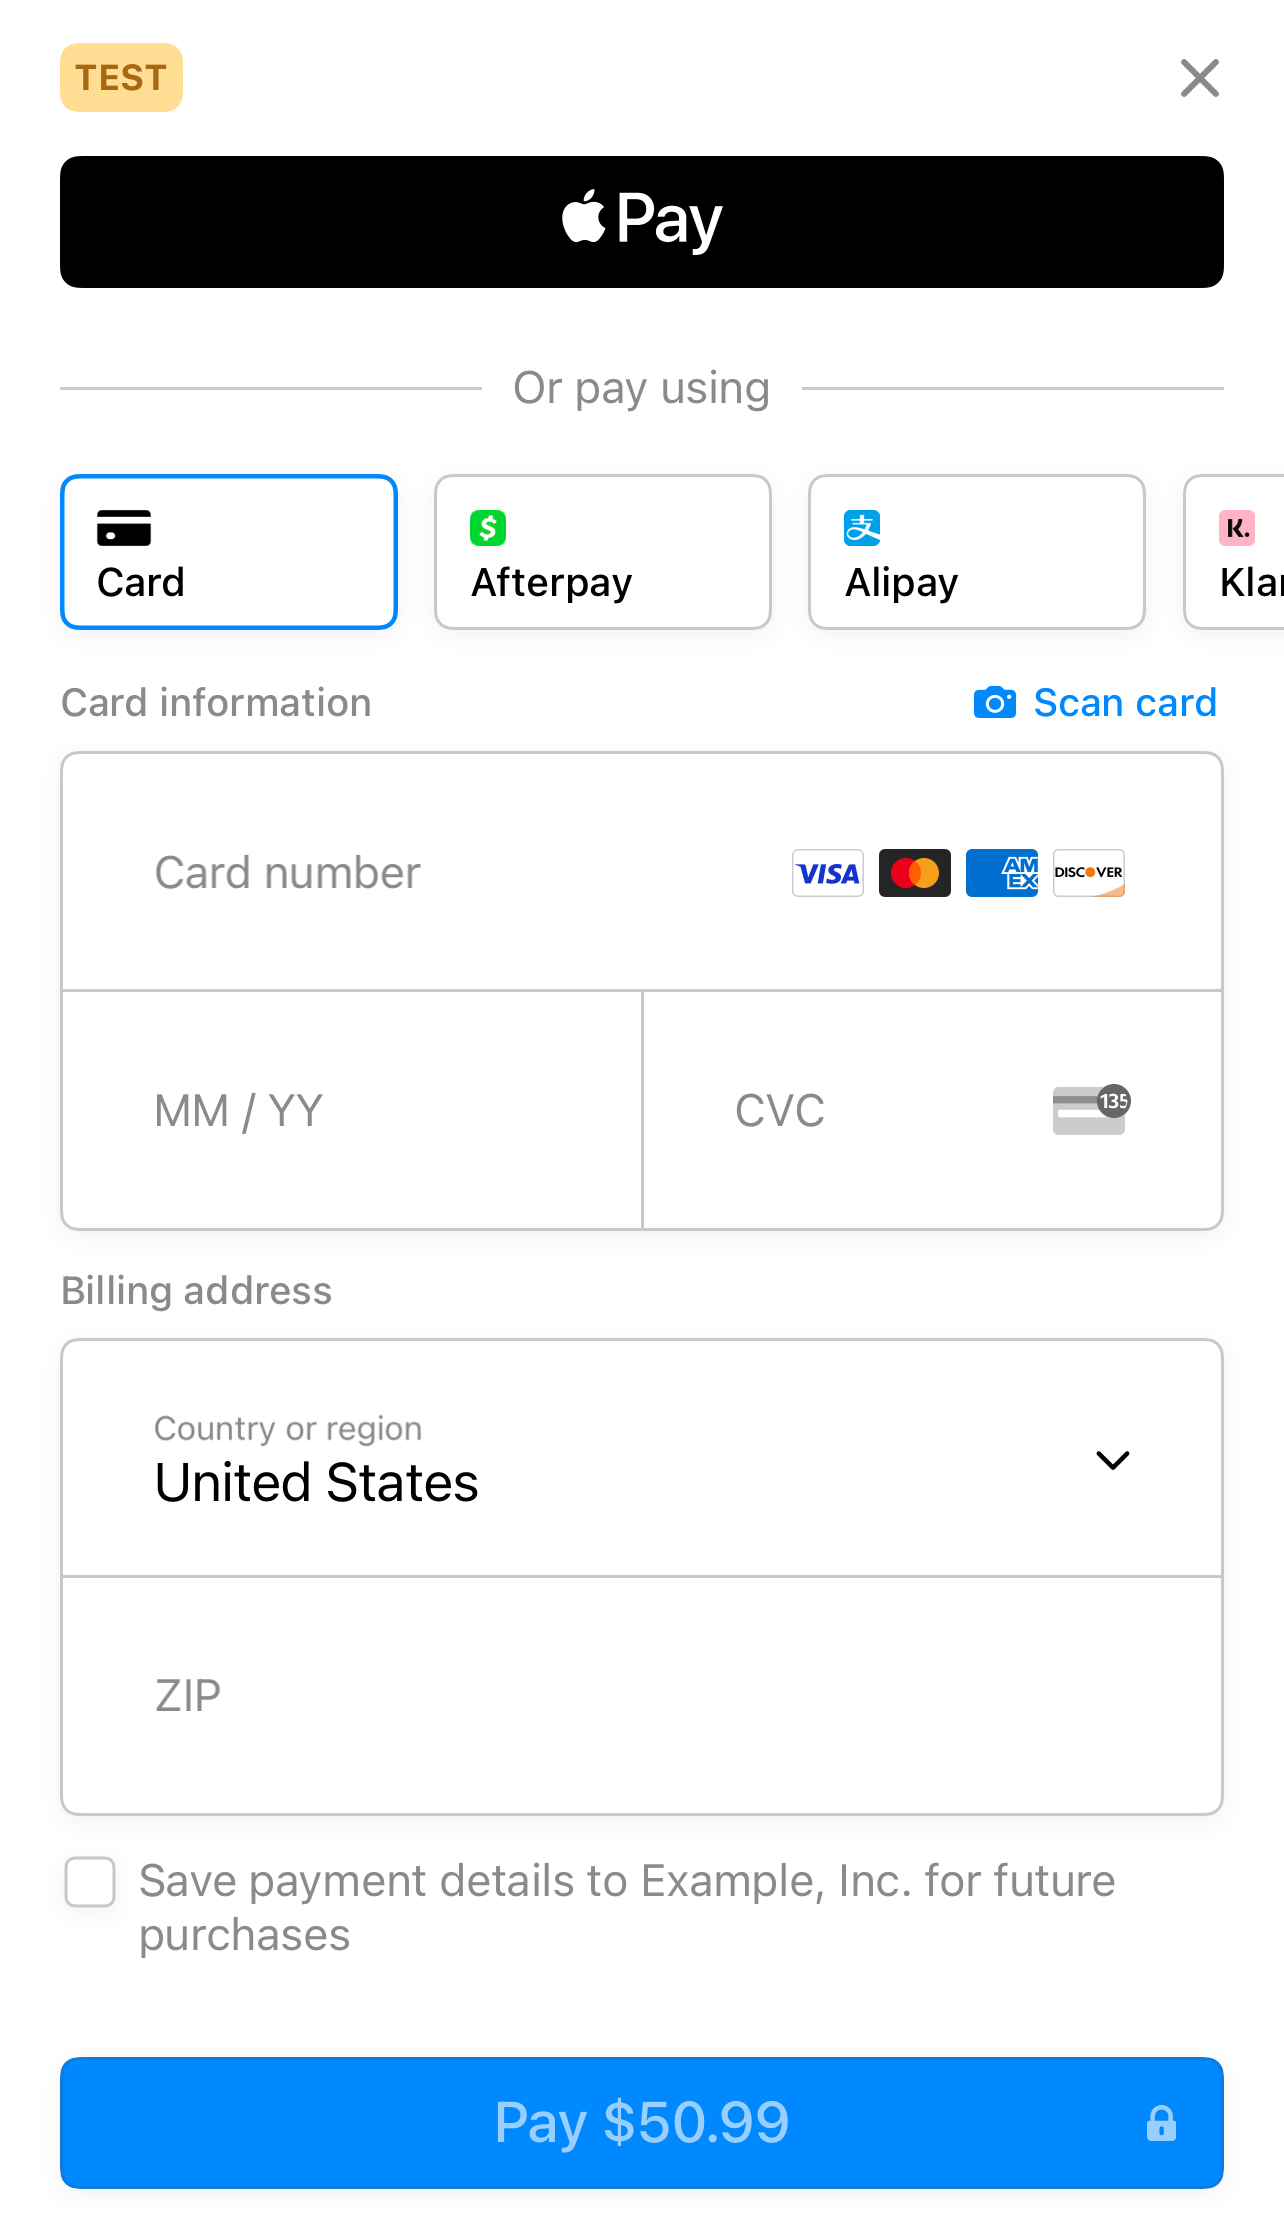 TEST
Pay
Or pay using
Card
Afterpay
支
Alipay
K.
Card information
Scan card
Card number
VISA
AM
EX
DISCOVER
MM / YY
CVC
135
Billing address
Country or region
United States
ZIP
Save payment details to Example, Inc. for future
purchases
Pay $50.99